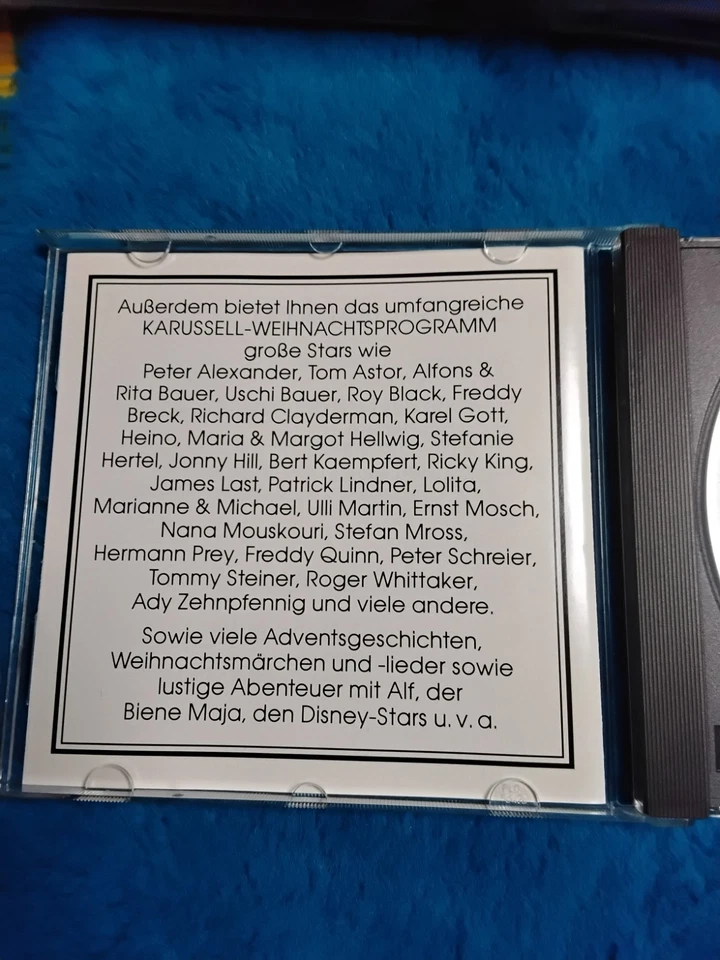 Außerdem bietet Ihnen das umfangreiche
KARUSSELL-WEIHNACHTSPROGRAMM
große Stars wie
Peter Alexander, Tom Astor, Alfons &
Rita Bauer, Uschi Bauer, Roy Black, Freddy
Breck, Richard Clayderman, Karel Gott,
Heino, Maria & Margot Hellwig, Stefanie
Hertel, Jonny Hill, Bert Kaempfert, Ricky King,
James Last, Patrick Lindner, Lolita,
Marianne & Michael, Ulli Martin, Ernst Mosch,
Nana Mouskouri, Stefan Mross,
Hermann Prey, Freddy Quinn, Peter Schreier,
Tommy Steiner, Roger Whittaker,
Ady Zehnpfennig und viele andere.
Sowie viele Adventsgeschichten,
Weihnachtsmärchen und -lieder sowie
lustige Abenteuer mit Alf, der
Biene Maja, den Disney-Stars u. v. a.